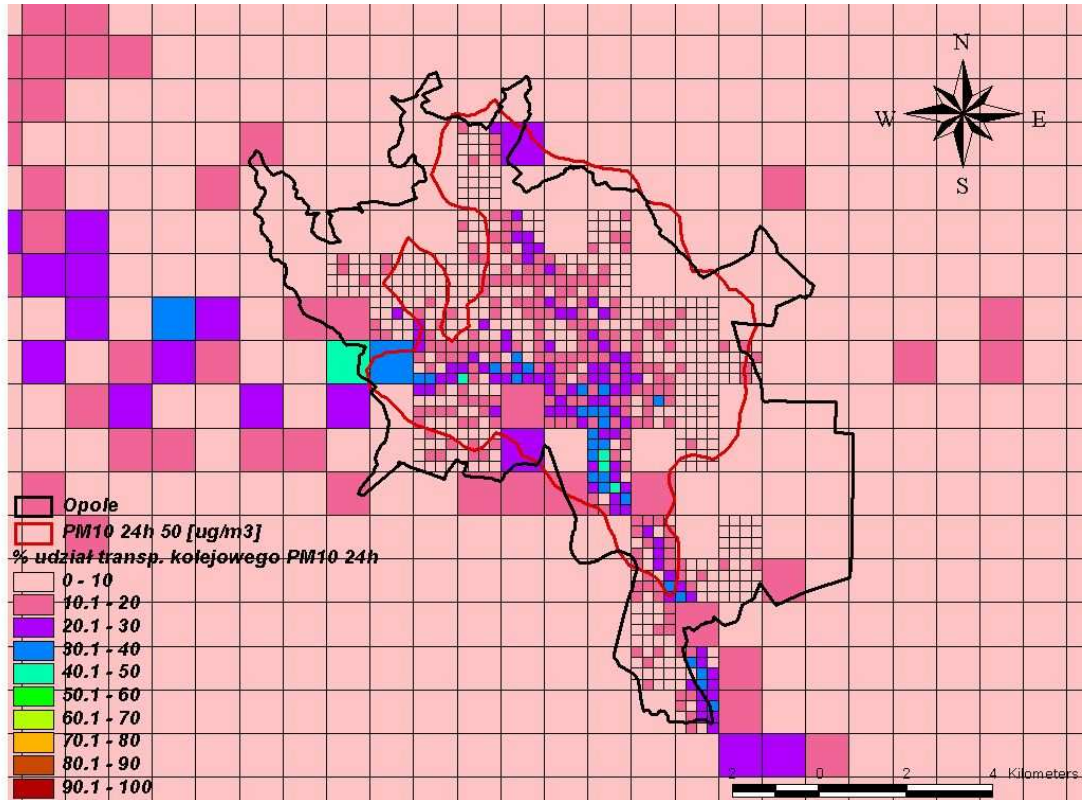 N
W E
S
Opole
PM10 24h 50 [ug/m3]
% udział transp. kolejowego PM10 24h
0 - 10
10.1 - 20
20.1 - 30
30.1 - 40
40.1 - 50
50.1 - 60
60.1 - 70
70.1 - 80
80.1 - 90
90.1 - 100
2 0 2 4 Kilometers